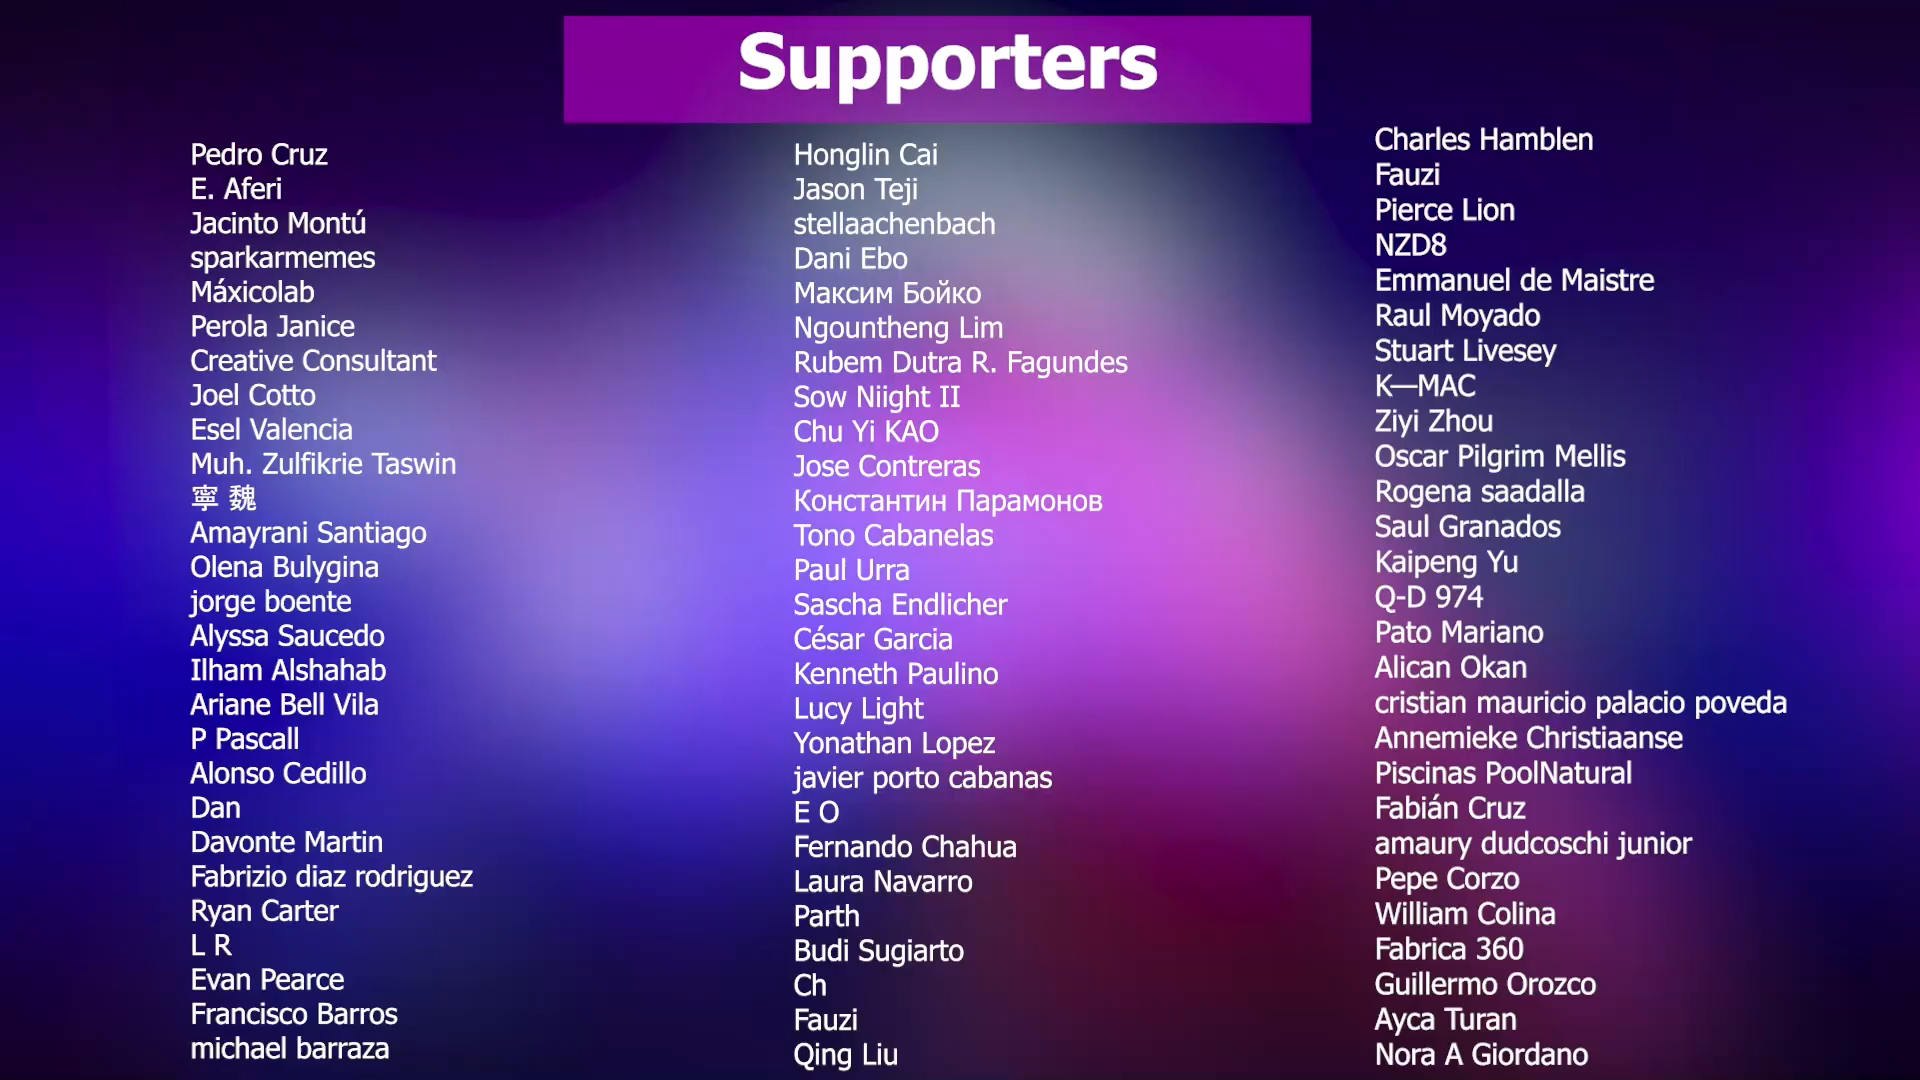 Supporters
Pedro Cruz
E. Aferi
Jacinto Montú
sparkarmemes
Máxicolab
Perola Janice
Creative Consultant
Joel Cotto
Esel Valencia
Muh. Zulfikrie Taswin
寧 魏
Amayrani Santiago
Olena Bulygina
jorge boente
Alyssa Saucedo
Ilham Alshahab
Ariane Bell Vila
P Pascall
Alonso Cedillo
Dan
Davonte Martin
Fabrizio diaz rodriguez
Ryan Carter
L R
Evan Pearce
Francisco Barros
michael barraza
Honglin Cai
Jason Teji
stellaachenbach
Dani Ebo
Максим Бойко
Ngountheng Lim
Rubem Dutra R. Fagundes
Sow Niight II
Chu Yi KAO
Jose Contreras
Константин Парамонов
Tono Cabanelas
Paul Urra
Sascha Endlicher
César Garcia
Kenneth Paulino
Lucy Light
Yonathan Lopez
javier porto cabanas
E O
Fernando Chahua
Laura Navarro
Parth
Budi Sugiarto
Ch
Fauzi
Qing Liu
Charles Hamblen
Fauzi
Pierce Lion
NZD8
Emmanuel de Maistre
Raul Moyado
Stuart Livesey
K—MAC
Ziyi Zhou
Oscar Pilgrim Mellis
Rogena saadalla
Saul Granados
Kaipeng Yu
Q-D 974
Pato Mariano
Alican Okan
cristian mauricio palacio poveda
Annemieke Christiaanse
Piscinas PoolNatural
Fabián Cruz
amaury dudcoschi junior
Pepe Corzo
William Colina
Fabrica 360
Guillermo Orozco
Ayca Turan
Nora A Giordano